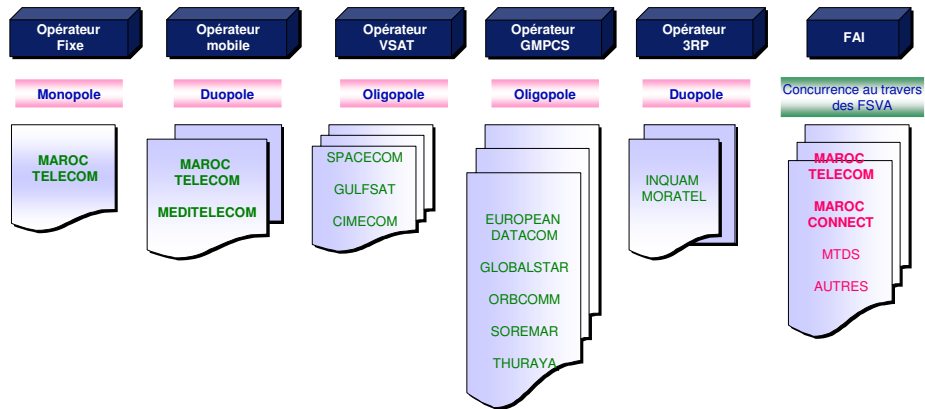 Opérateur
Fixe
Opérateur
mobile
Opérateur
VSAT
Opérateur
GMPCS
Opérateur
3RP
FAI
Monopole
Duopole
Oligopole
Oligopole
Duopole
Concurrence au travers
des FSVA
MAROC
TELECOM
MAROC
TELECOM
MEDITELECOM
SPACECOM
GULFSAT
CIMECOM
EUROPEAN
DATACOM
GLOBALSTAR
ORBCOMM
SOREMAR
THURAYA
INQUAM
MORATEL
MAROC
TELECOM
MAROC
CONNECT
MTDS
AUTRES